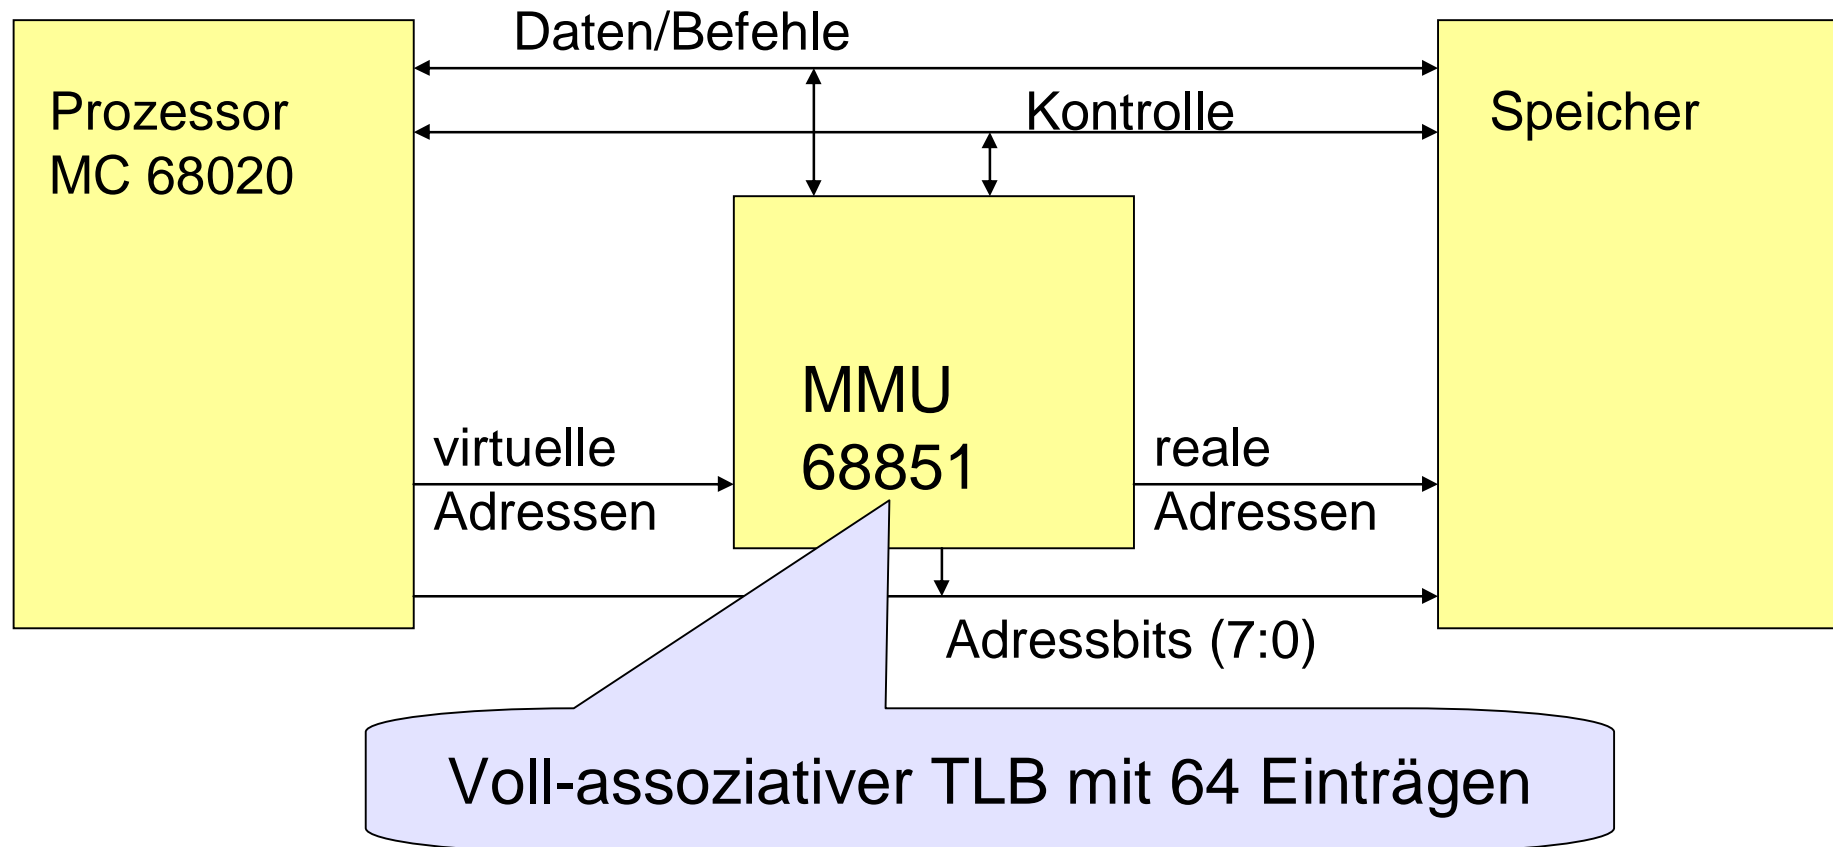 Daten/Befehle
Prozessor
MC 68020
Kontrolle
Speicher
MMU
68851
virtuelle
Adressen
reale
Adressen
Adressbits (7:0)
Voll-assoziativer TLB mit 64 Einträgen